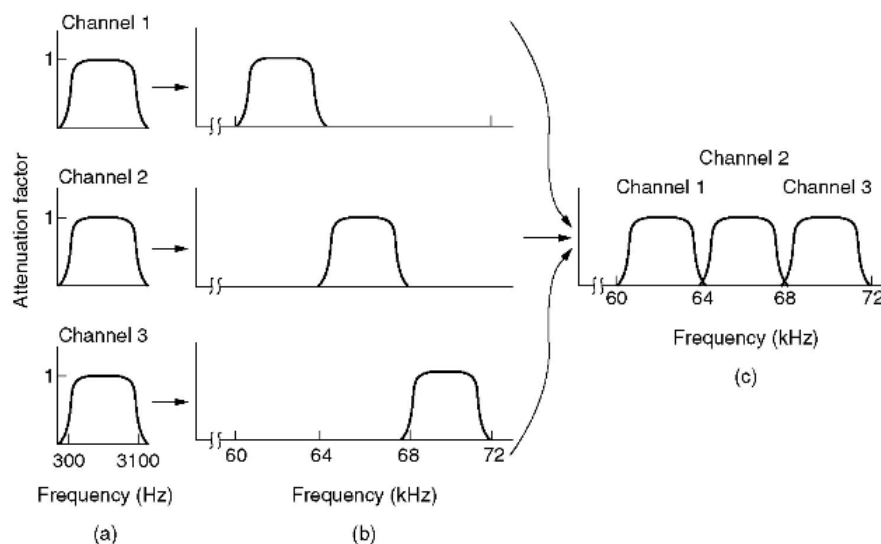 Channel 1
1
Channel 2
1
Attenuation factor
Channel 3
1
300 3100
Frequency (Hz)
(a)
60 64 68 72
Frequency (kHz)
(b)
Channel 2
Channel 1 Channel 3
60 64 68 72
Frequency (kHz)
(c)